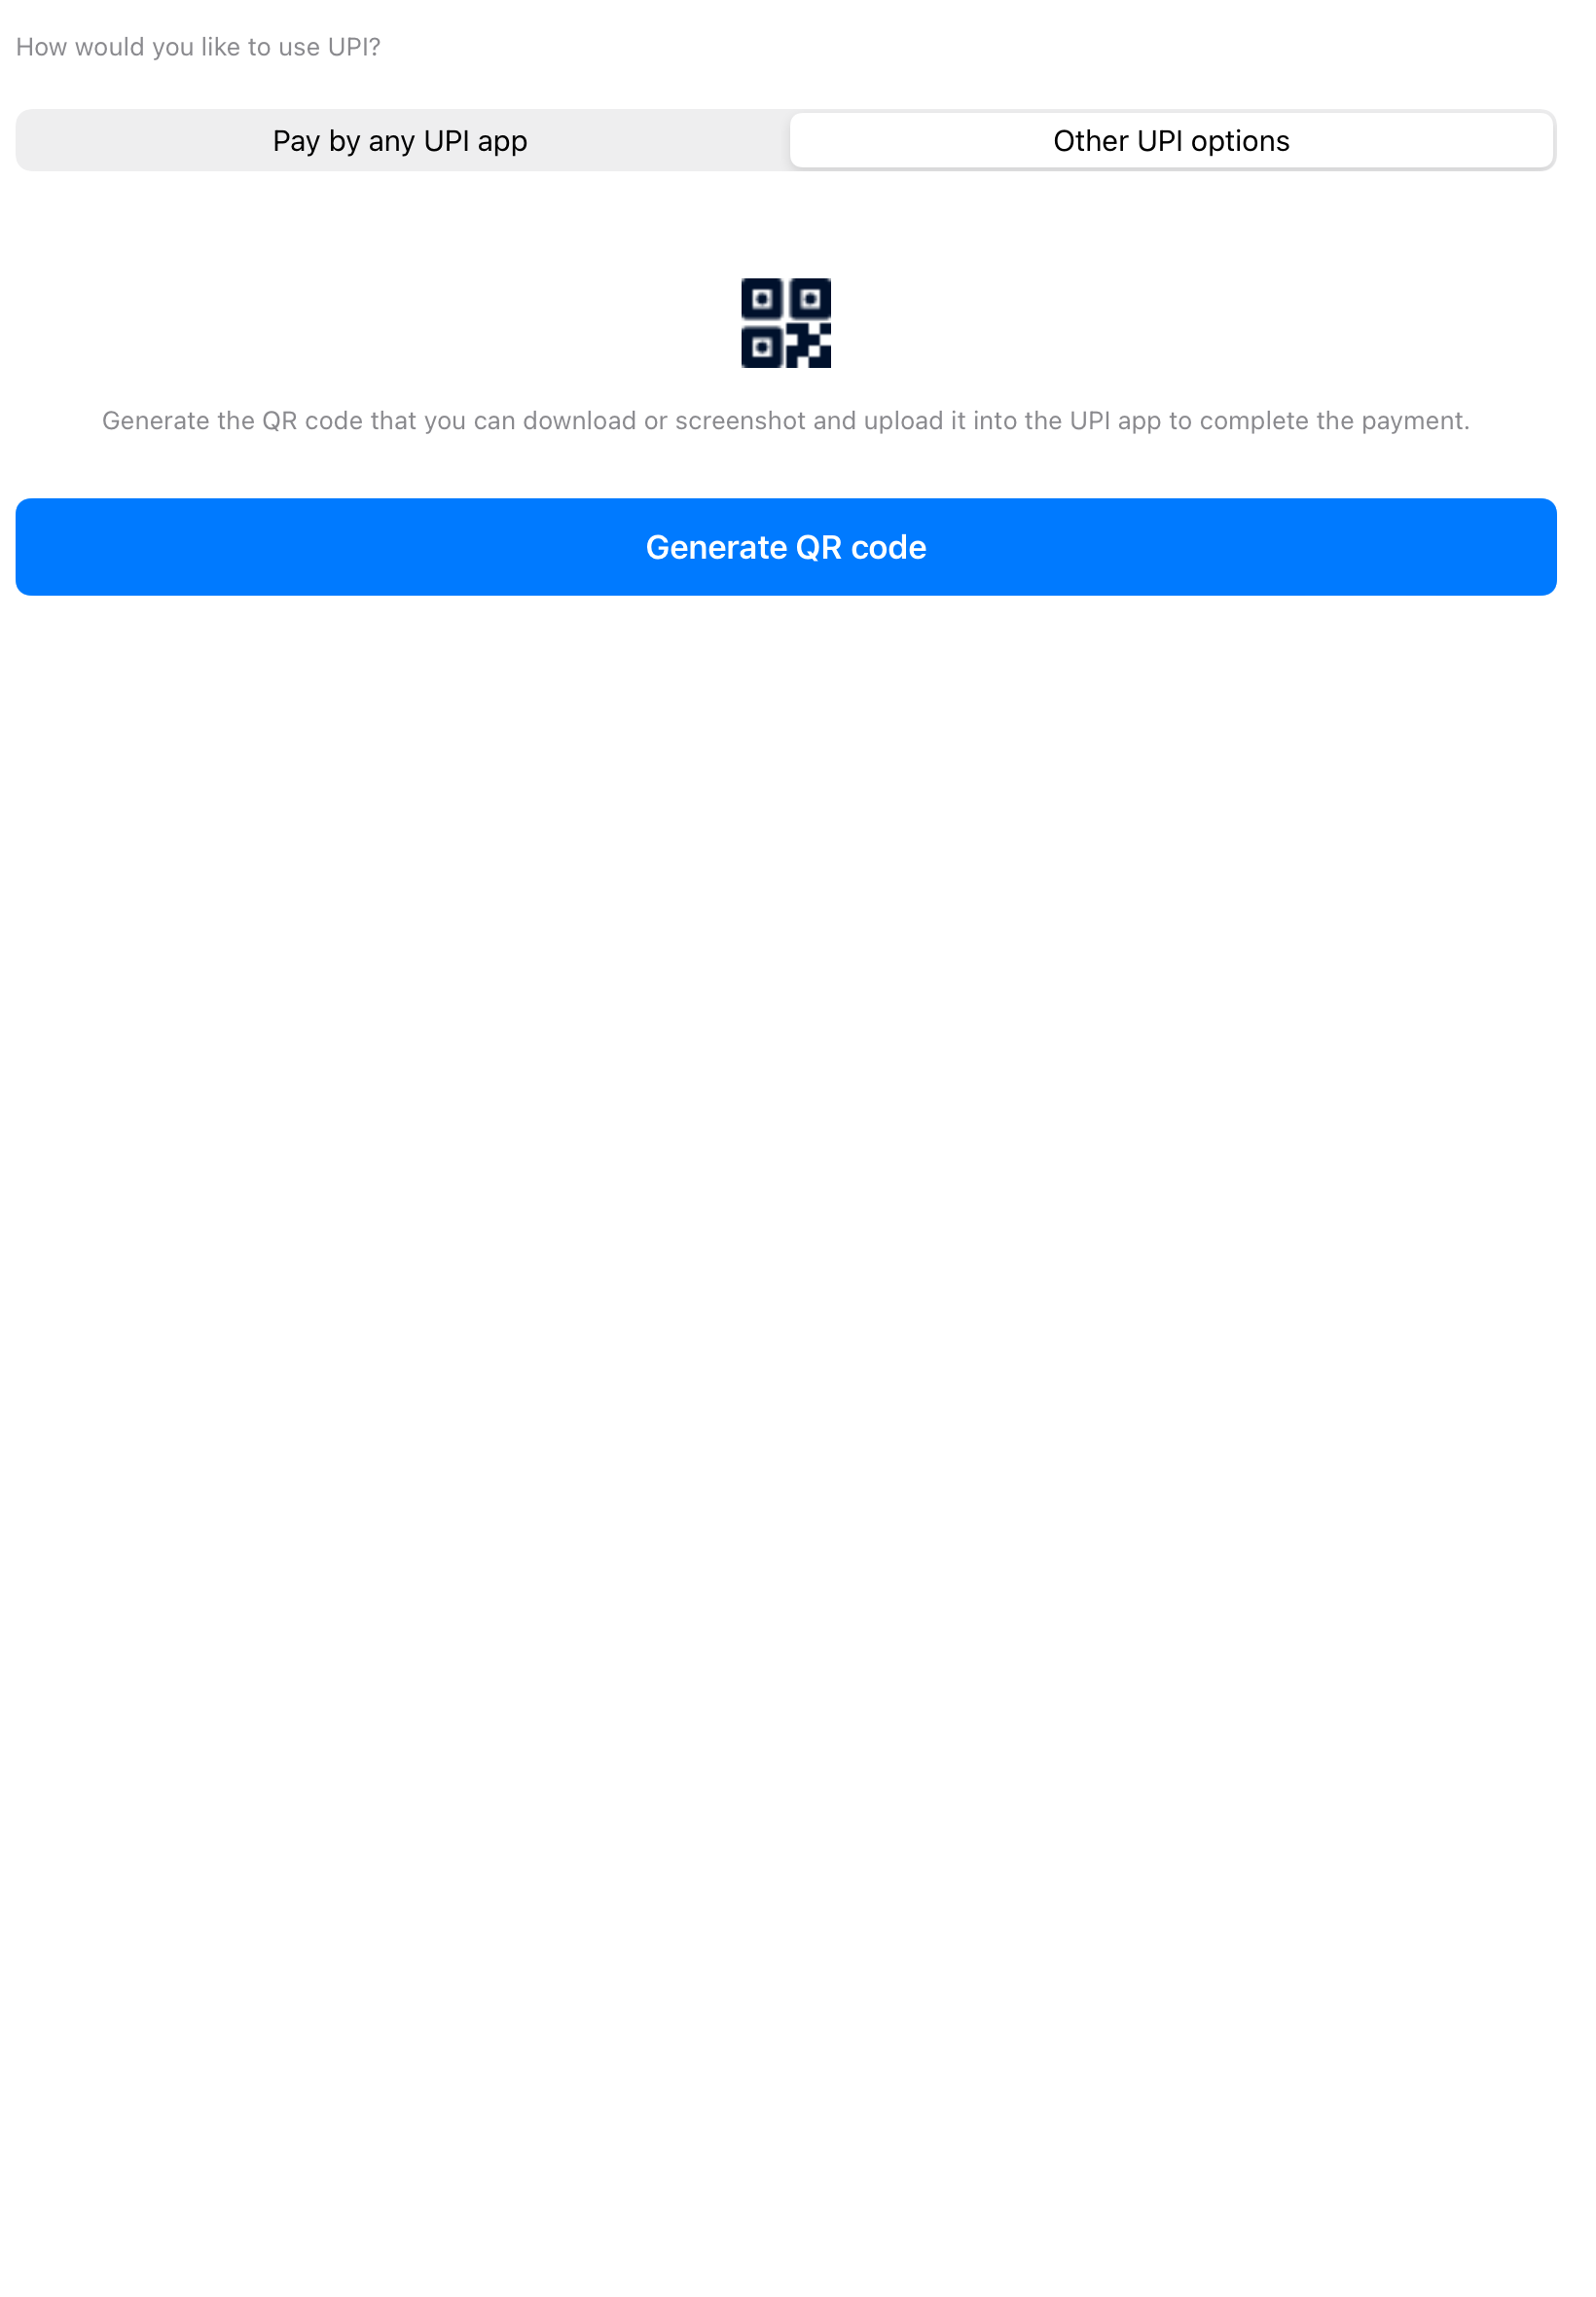 How would you like to use UPI?
Pay by any UPI app
Other UPI options
Generate the QR code that you can download or screenshot and upload it into the UPI app to complete the payment.
Generate QR code